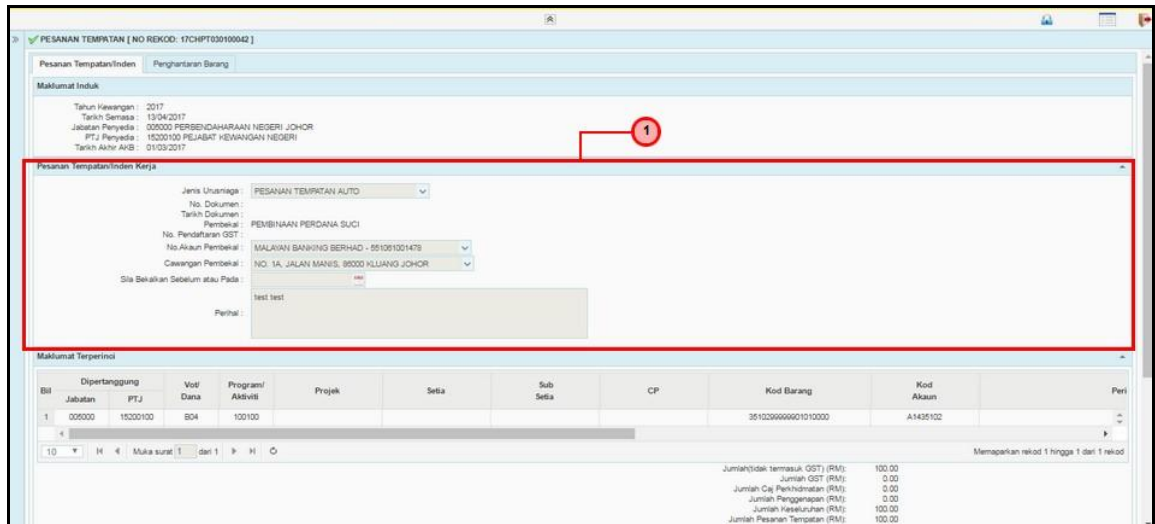 PESANAN TEMPATAN [ NO REKOD: 17CHPT030100042 ]
Pesanan Tempatan/Inden Penghantaran Barang
Maklumat Induk
Tahun Kewangan : 2017
Tarikh Semasa : 13/04/2017
Jabatan Penyedia : 005000 PERBENDAHARAAN NEGERI JOHOR
PTJ Penyedia : 15200100 PEJABAT KEWANGAN NEGERI
Tarikh Akhir AKB : 01/03/2017
1
Pesanan Tempatan/Inden Kerja
Jenis Urusniaga : PESANAN TEMPATAN AUTO
No. Dokumen :
Tarikh Dokumen :
Pembekal : PEMBINAAN PERDANA SUCI
No. Pendaftaran GST :
No.Akaun Pembekal : MALAYAN BANKING BERHAD - 551061001478
Cawangan Pembekal : NO. 1A, JALAN MANIS, 86000 KLUANG JOHOR
Sila Bekalkan Sebelum atau Pada :
test test
Perihal :
Maklumat Terperinci
Bil Dipertanggung Vot/ Dana Program/ Aktiviti Projek Setia Sub Setia CP Kod Barang Kod Akaun Peri
Jabatan PTJ
1 005000 15200100 B04 100100 3510299999901010000 A1435102
10 Muka surat 1 dari 1 Memaparkan rekod 1 hingga 1 dari 1 rekod
Jumlah(tidak termasuk GST) (RM): 100.00
Jumlah GST (RM): 0.00
Jumlah Caj Perkhidmatan (RM): 0.00
Jumlah Penggenapan (RM): 0.00
Jumlah Keseluruhan (RM): 100.00
Jumlah Pesanan Tempatan (RM): 100.00